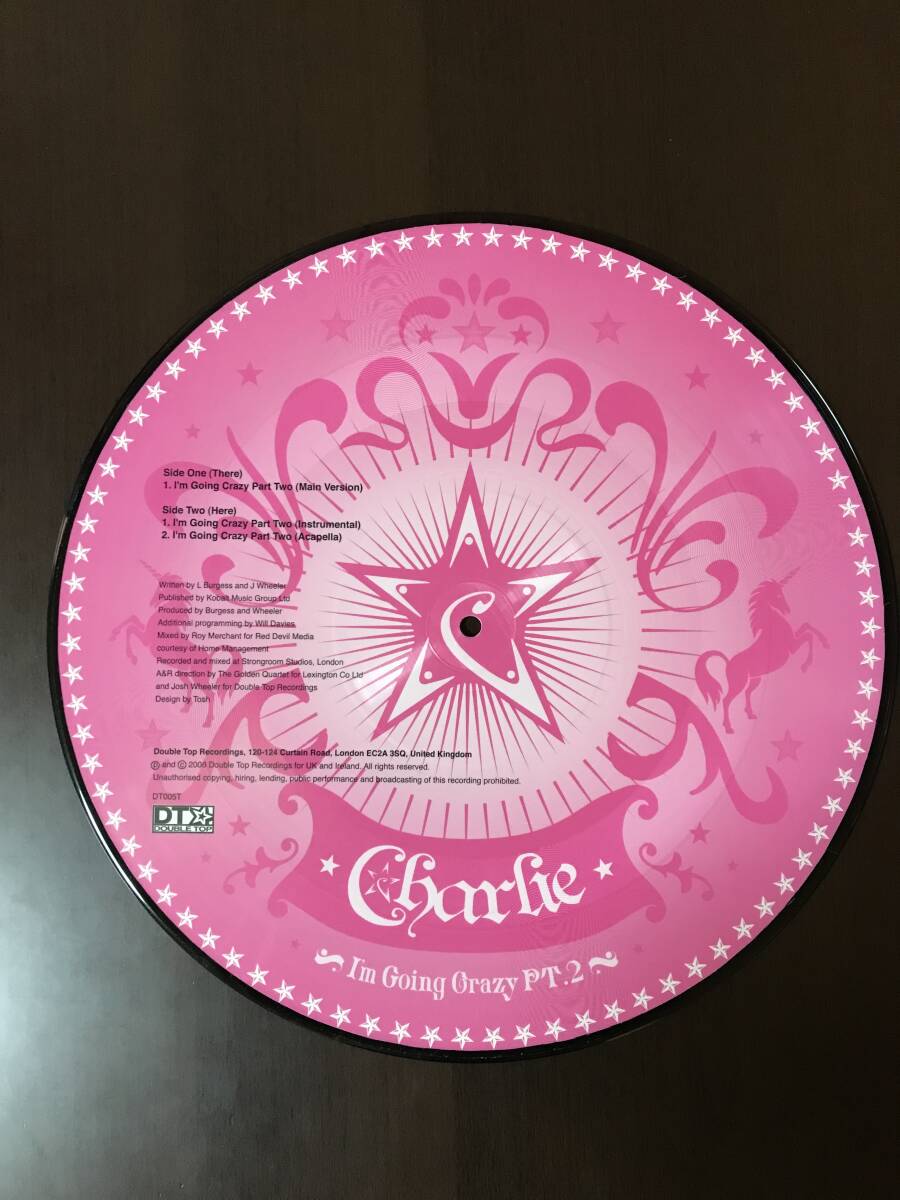 Side One (There)
1. I'm Going Crazy Part Two (Main Version)
Side Two (Here)
1. I'm Going Crazy Part Two (Instrumental)
2. I'm Going Crazy Part Two (Acapella)
Written by L Burgess and J Wheeler
Published by Kobalt Music Group Ltd
Produced by Burgess and Wheeler
Additional programming by Will Davies
Mixed by Roy Merchant for Red Devil Media
courtesy of Home Management
Recorded and mixed at Strongroom Studios, London
A&R direction by The Golden Quartet for Lexington Co Ltd
and Josh Wheeler for Double Top Recordings
Design by Tosh
Double Top Recordings, 120-124 Curtain Road, London EC2A 3SQ, United Kingdom
℗ and © 2006 Double Top Recordings for UK and Ireland. All rights reserved.
Unauthorised copying, hiring, lending, public performance and broadcasting of this recording prohibited.
DT005T
DT
DOUBLE TOP
C
Charlie
I'm Going Crazy PT.2